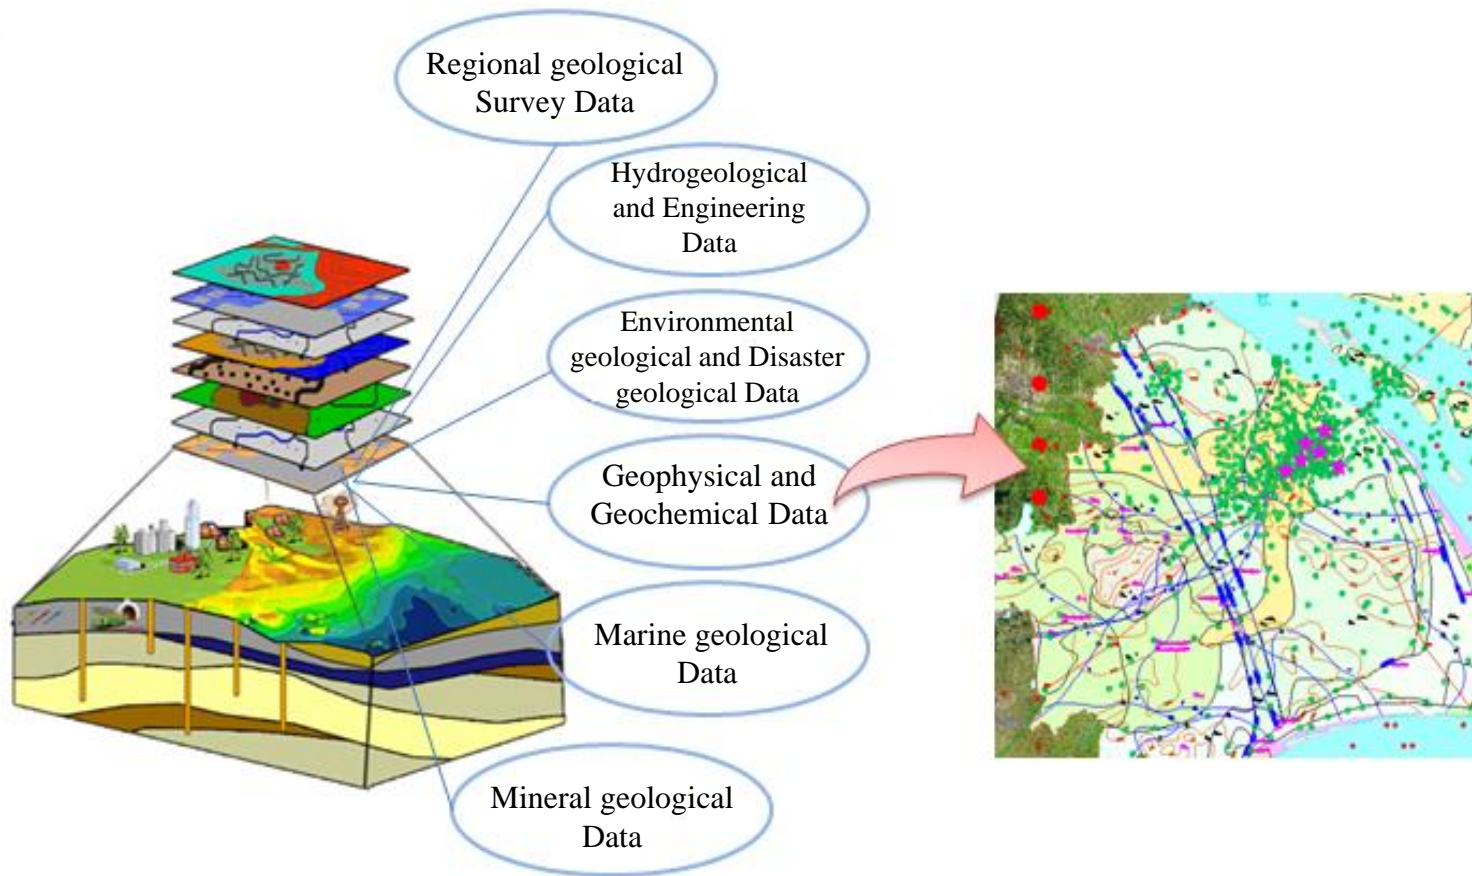 Regional geological
Survey Data
Hydrogeological
and Engineering
Data
Environmental
geological and Disaster
geological Data
Geophysical and
Geochemical Data
Marine geological
Data
Mineral geological
Data